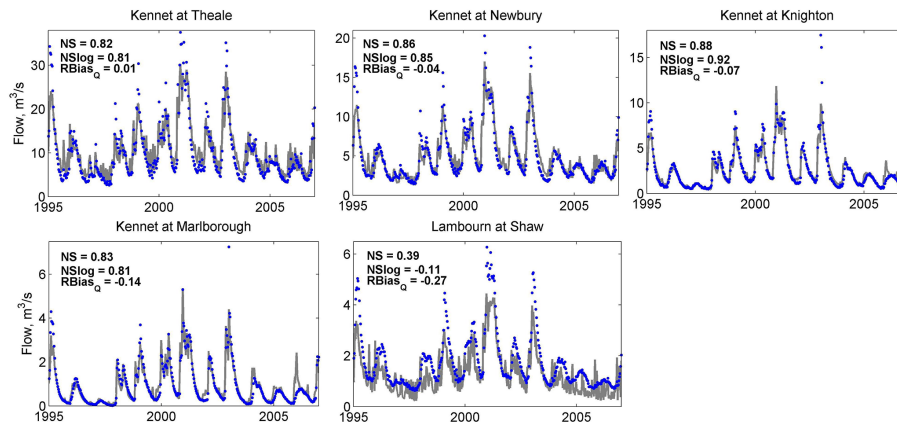 Kennet at Theale
NS = 0.82
NSlog = 0.81
RBias_Q = 0.01
Flow, m³/s
30
20
10
0
1995
2000
2005
Kennet at Newbury
NS = 0.86
NSlog = 0.85
RBias_Q = -0.04
20
15
10
5
0
1995
2000
2005
Kennet at Knighton
NS = 0.88
NSlog = 0.92
RBias_Q = -0.07
15
10
5
0
1995
2000
2005
Kennet at Marlborough
NS = 0.83
NSlog = 0.81
RBias_Q = -0.14
Flow, m³/s
6
4
2
0
1995
2000
2005
Lambourn at Shaw
NS = 0.39
NSlog = -0.11
RBias_Q = -0.27
6
4
2
0
1995
2000
2005